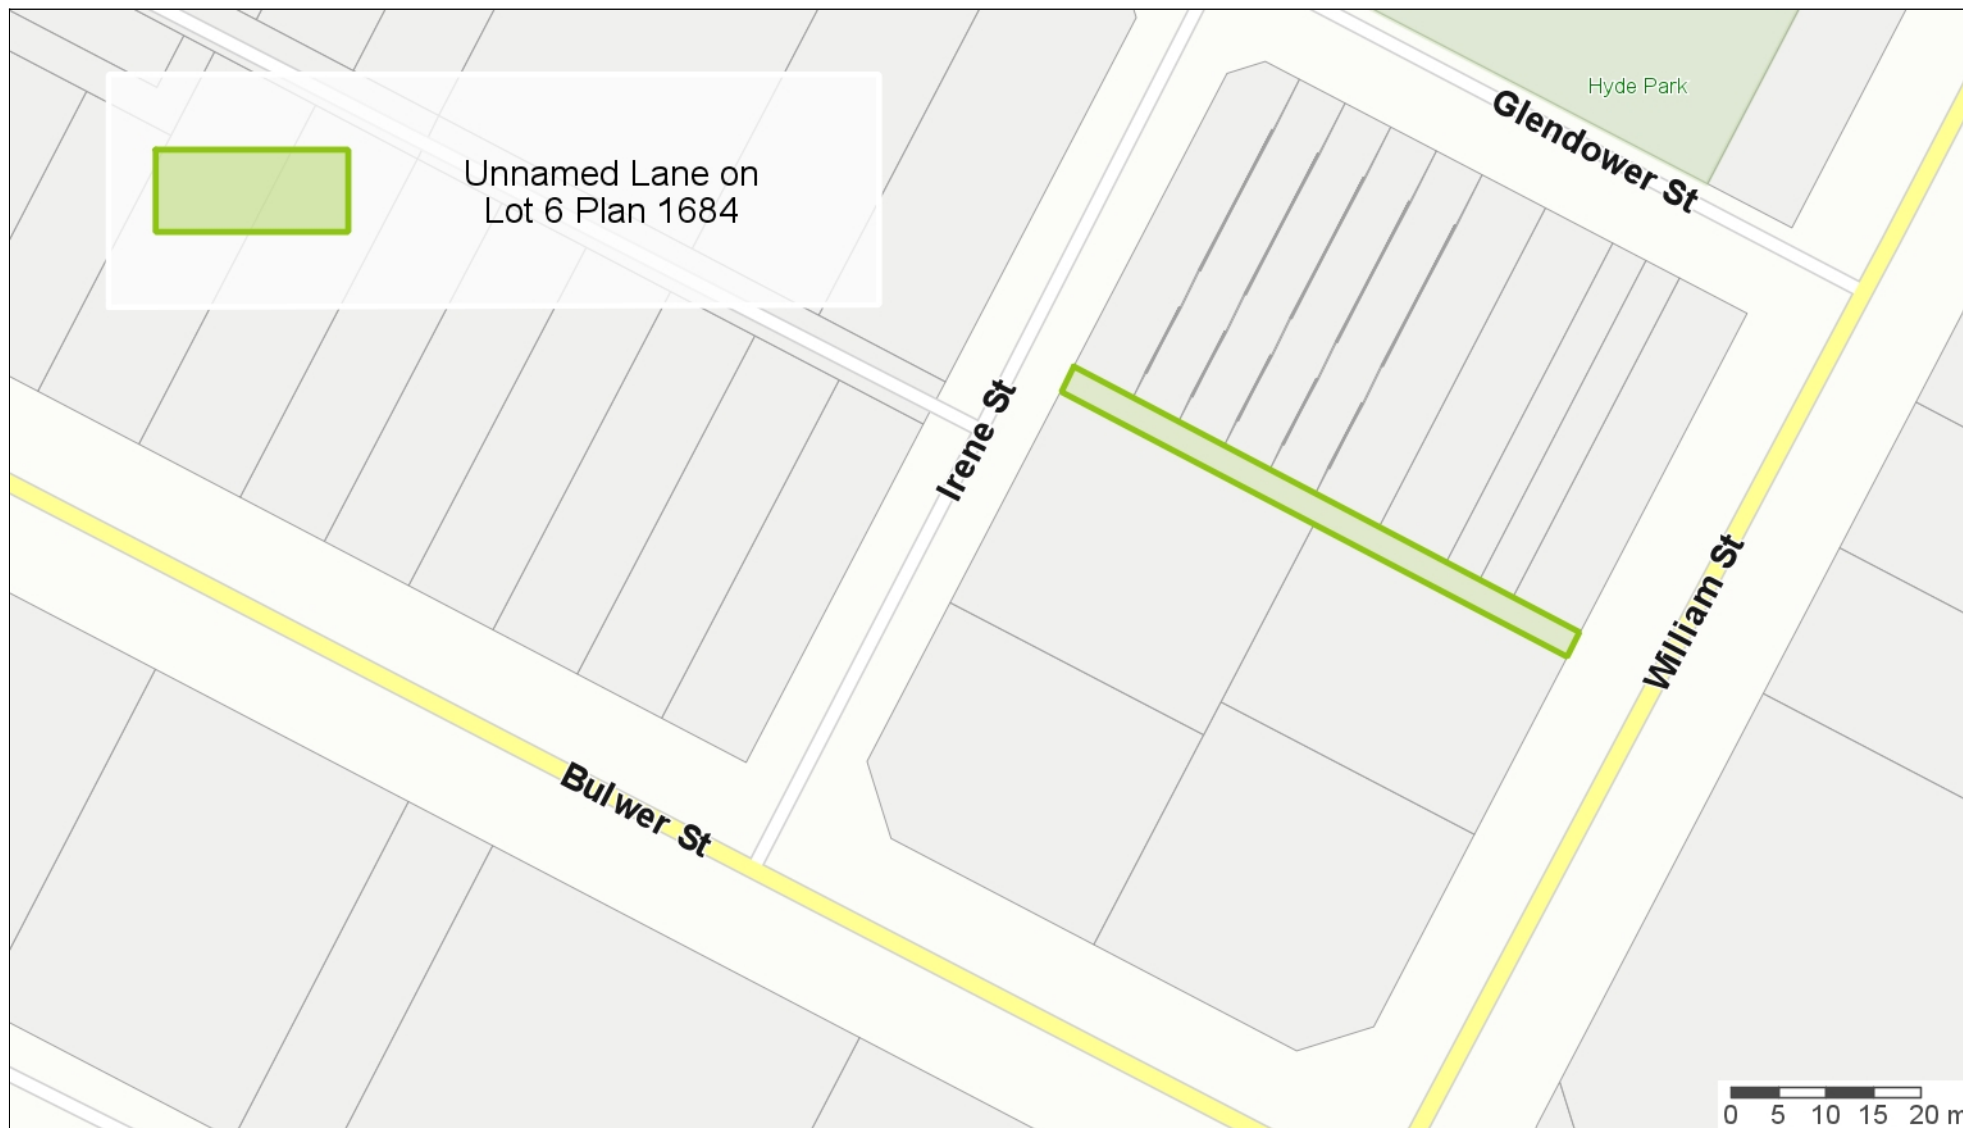 Hyde Park
Glendower St
Unnamed Lane on
Lot 6 Plan 1684
Irene St
William St
Bulwer St
0 5 10 15 20 m